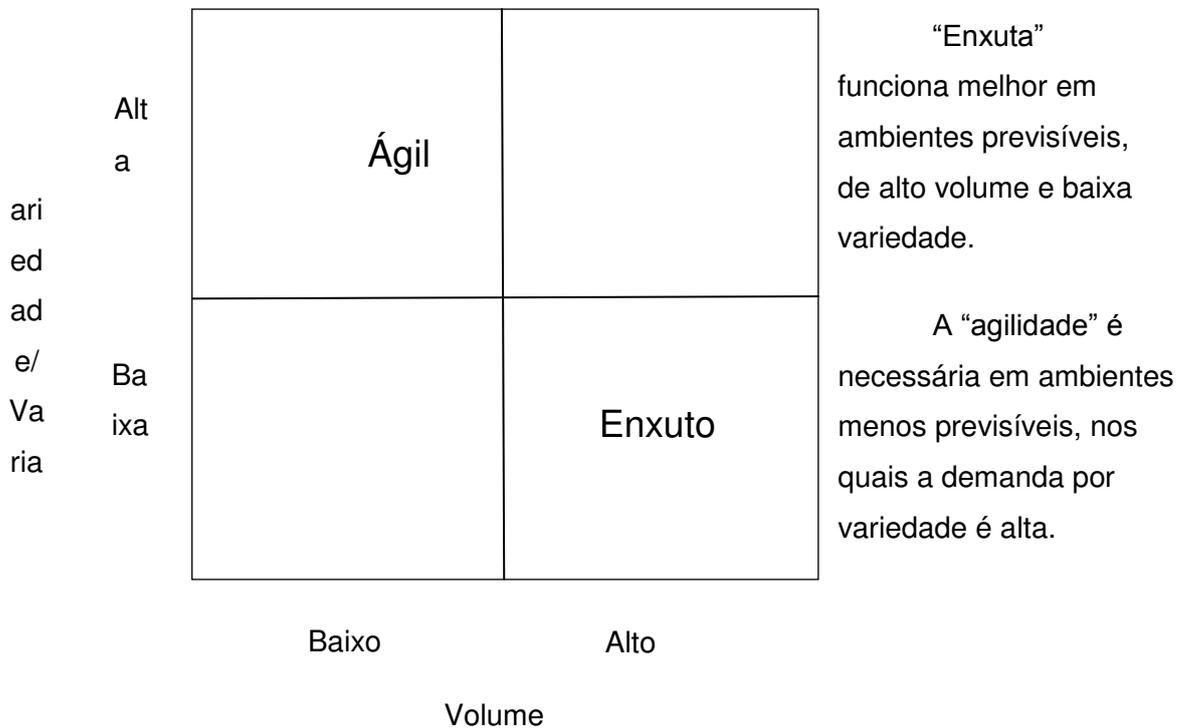 Alt
a
ari
ed
ad
e/
Va
ria
Ba
ixa
Ágil
Enxuto
Baixo
Alto
Volume
“Enxuta”
funciona melhor em
ambientes previsíveis,
de alto volume e baixa
variedade.
A “agilidade” é
necessária em ambientes
menos previsíveis, nos
quais a demanda por
variedade é alta.